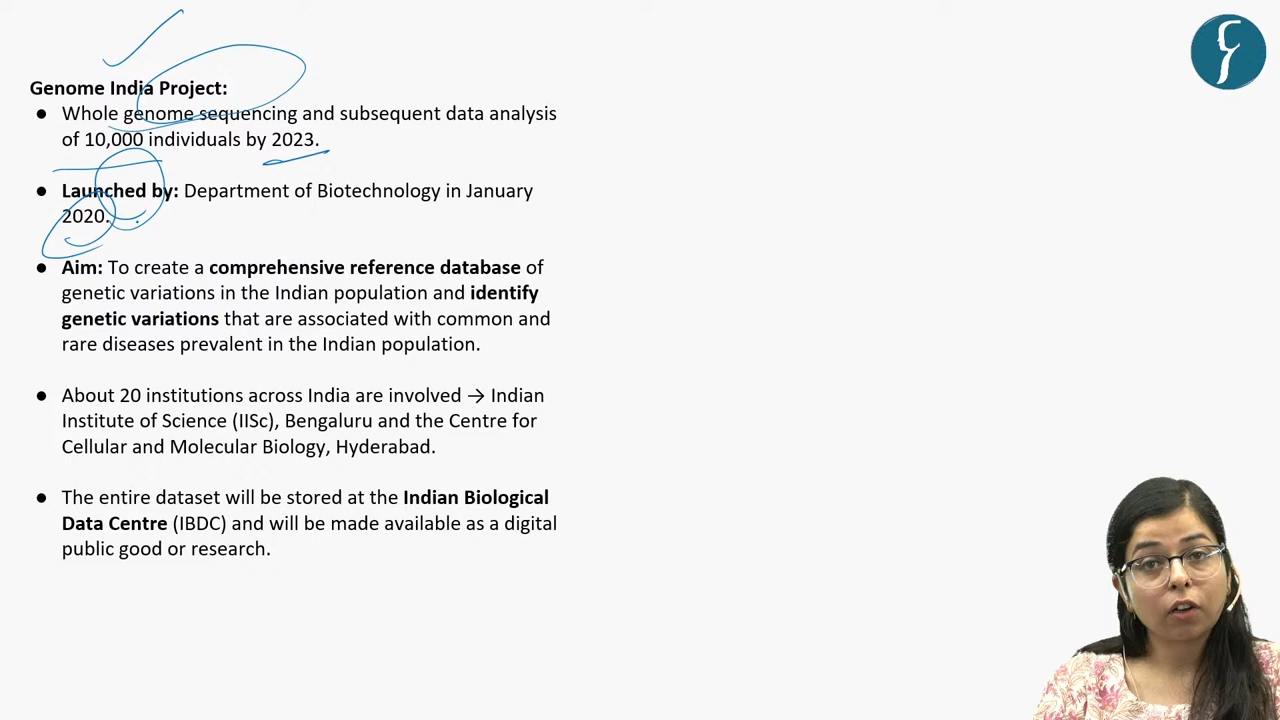 Genome India Project:
● Whole genome sequencing and subsequent data analysis
of 10,000 individuals by 2023.
● Launched by: Department of Biotechnology in January
2020.
● Aim: To create a comprehensive reference database of
genetic variations in the Indian population and identify
genetic variations that are associated with common and
rare diseases prevalent in the Indian population.
● About 20 institutions across India are involved → Indian
Institute of Science (IISc), Bengaluru and the Centre for
Cellular and Molecular Biology, Hyderabad.
● The entire dataset will be stored at the Indian Biological
Data Centre (IBDC) and will be made available as a digital
public good or research.